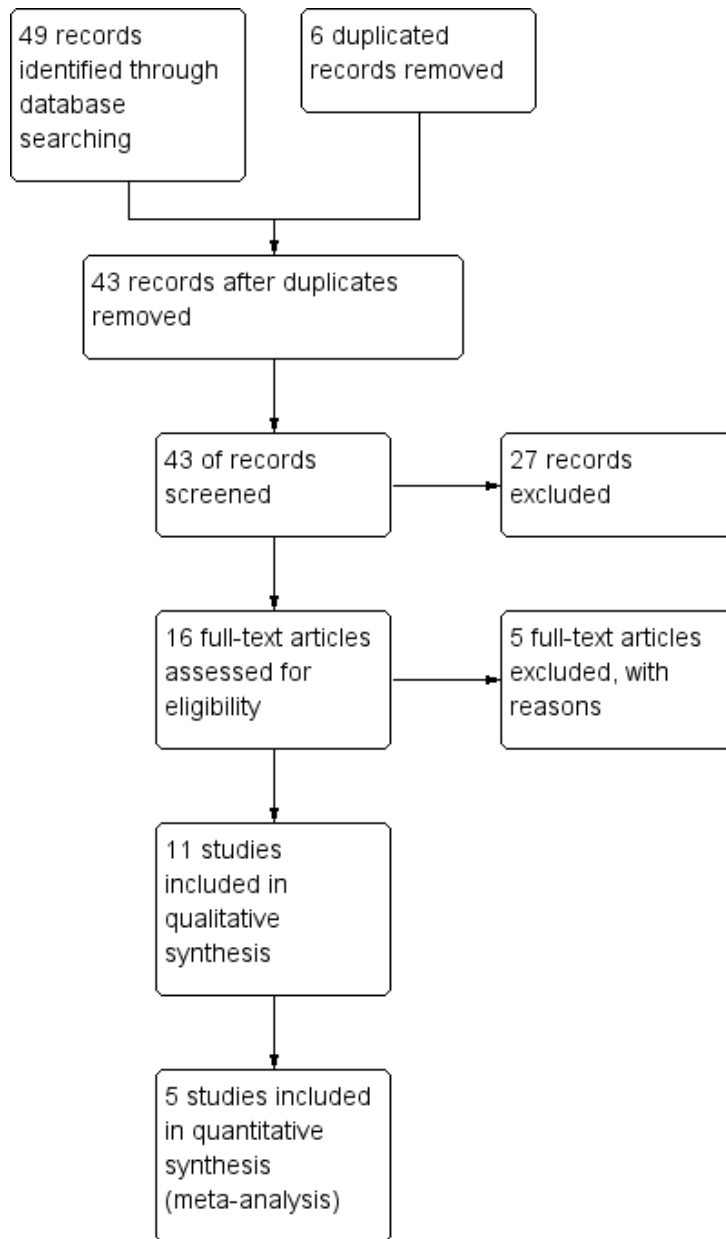 49 records
identified through
database
searching
6 duplicated
records removed
43 records after duplicates
removed
43 of records
screened
27 records
excluded
16 full-text articles
assessed for
eligibility
5 full-text articles
excluded, with
reasons
11 studies
included in
qualitative
synthesis
5 studies included
in quantitative
synthesis
(meta-analysis)